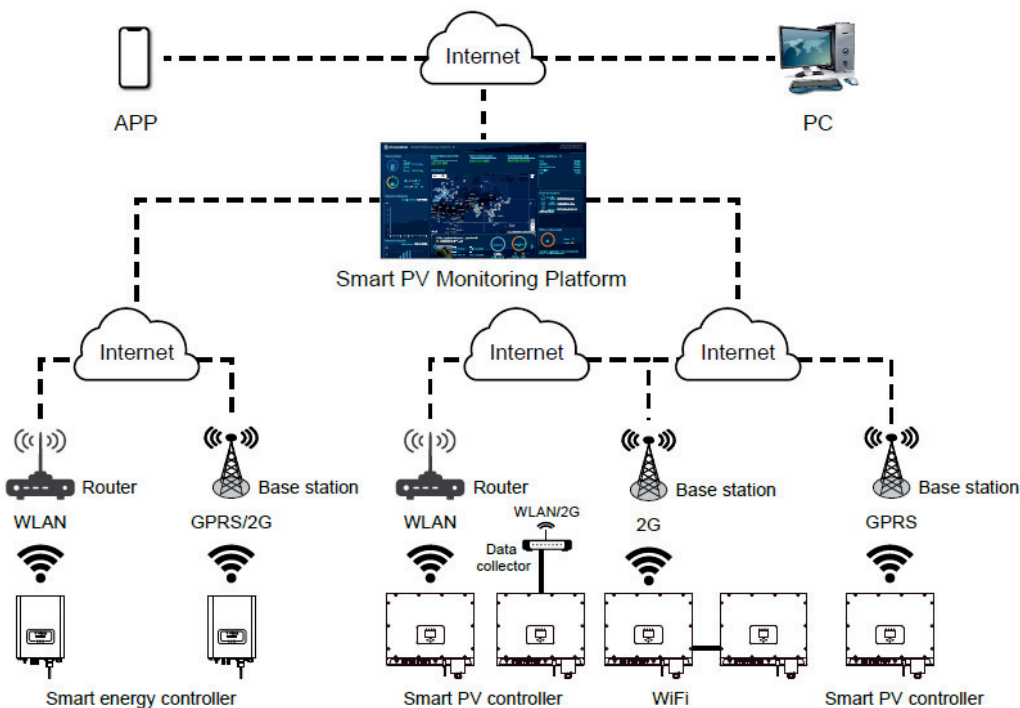 Internet
APP
PC
Smart PV Monitoring Platform
Internet
Internet
Internet
Router
Base station
Router
Base station
Base station
WLAN
GPRS/2G
WLAN
WLAN/2G
2G
GPRS
Data
collector
Smart energy controller
Smart PV controller
WiFi
Smart PV controller